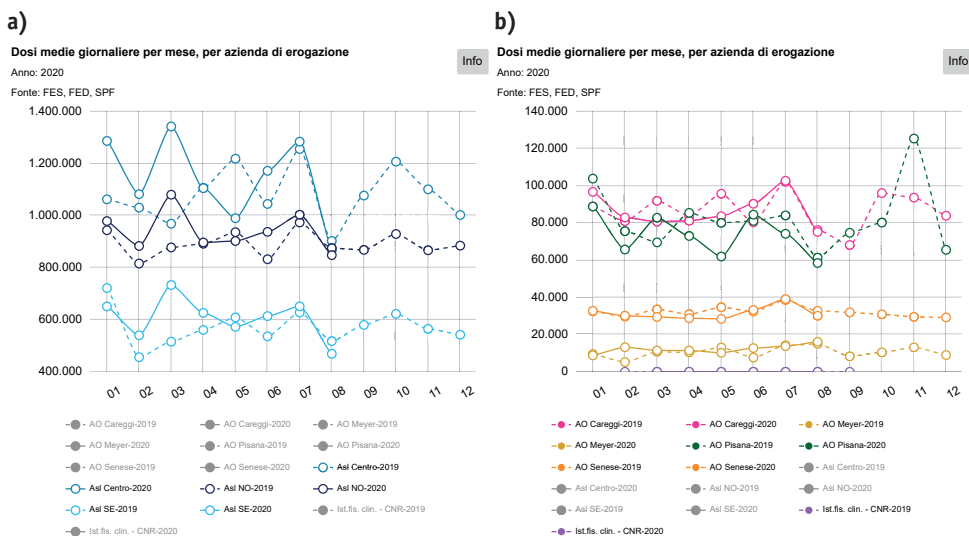 a)
Dosi medie giornaliere per mese, per azienda di erogazione
Info
Anno: 2020
Fonte: FES, FED, SPF
1.400.000
1.200.000
1.000.000
800.000
600.000
400.000
01 02 03 04 05 06 07 08 09 10 11 12
AO Careggi-2019 AO Careggi-2020 AO Meyer-2019
AO Meyer-2020 AO Pisana-2019 AO Pisana-2020
AO Senese-2019 AO Senese-2020 Asl Centro-2019
Asl Centro-2020 Asl NO-2019 Asl NO-2020
Asl SE-2019 Asl SE-2020 Ist.fis. clin. - CNR-2019
Ist.fis. clin. - CNR-2020
b)
Dosi medie giornaliere per mese, per azienda di erogazione
Info
Anno: 2020
Fonte: FES, FED, SPF
140.000
120.000
100.000
80.000
60.000
40.000
20.000
0
01 02 03 04 05 06 07 08 09 10 11 12
AO Careggi-2019 AO Careggi-2020 AO Meyer-2019
AO Meyer-2020 AO Pisana-2019 AO Pisana-2020
AO Senese-2019 AO Senese-2020 Asl Centro-2019
Asl Centro-2020 Asl NO-2019 Asl NO-2020
Asl SE-2019 Asl SE-2020 Ist.fis. clin. - CNR-2019
Ist.fis. clin. - CNR-2020